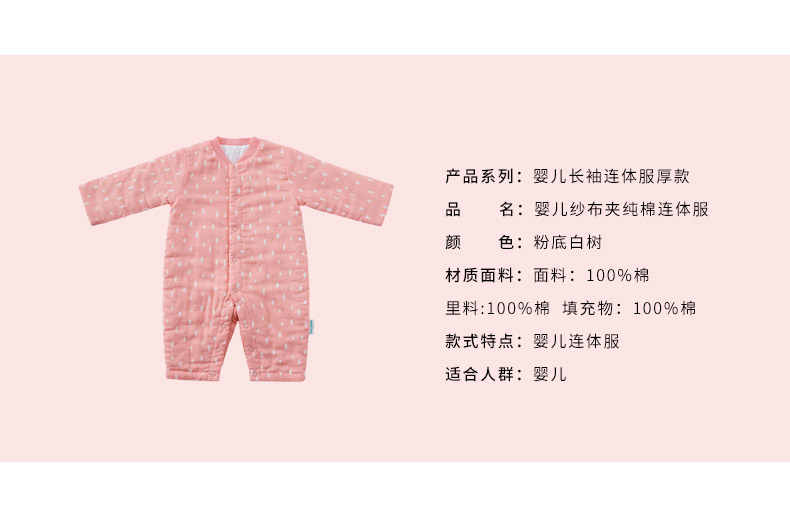 产品系列：婴儿长袖连体服厚款
品　　名：婴儿纱布夹纯棉连体服
颜　　色：粉底白树
材质面料：面料：100%棉
里料:100%棉 填充物：100%棉
款式特点：婴儿连体服
适合人群：婴儿